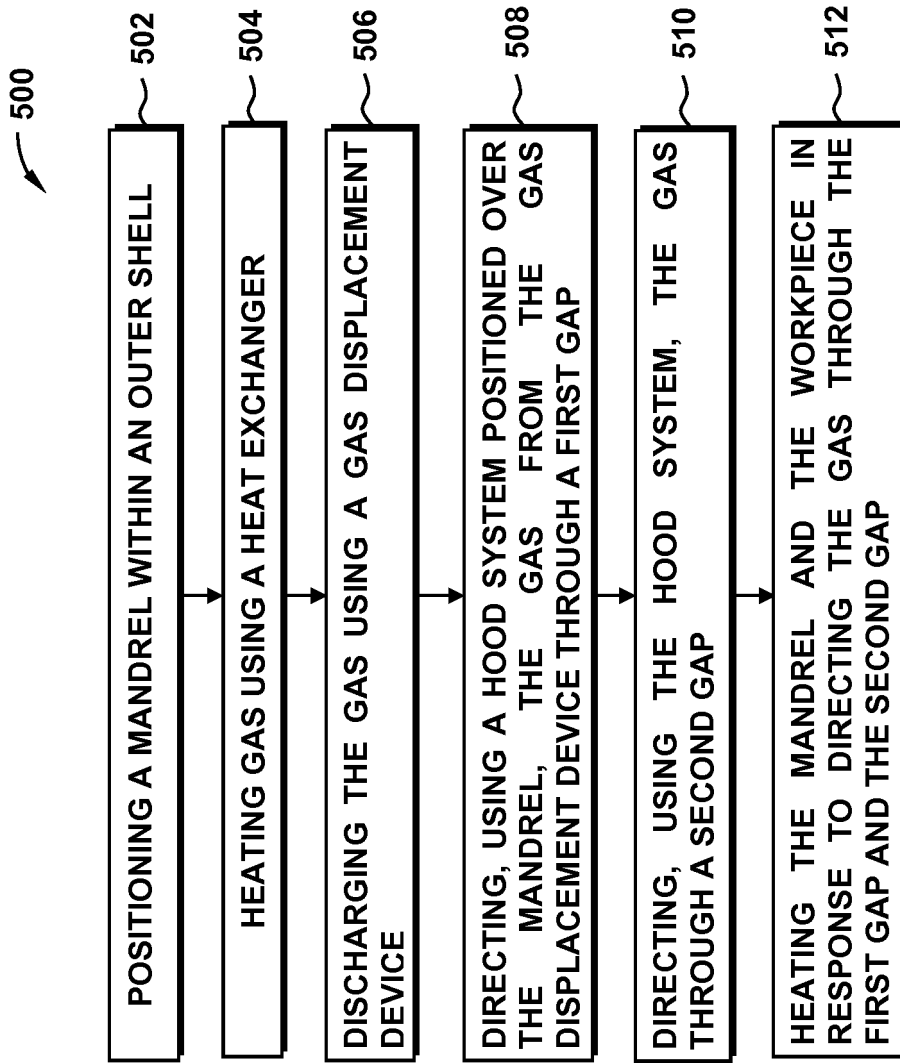 500
POSITIONING A MANDREL WITHIN AN OUTER SHELL
502
HEATING GAS USING A HEAT EXCHANGER
504
DISCHARGING THE GAS USING A GAS DISPLACEMENT
DEVICE
506
DIRECTING, USING A HOOD SYSTEM POSITIONED OVER
THE MANDREL, THE GAS FROM THE GAS
DISPLACEMENT DEVICE THROUGH A FIRST GAP
508
DIRECTING, USING THE HOOD SYSTEM, THE GAS
THROUGH A SECOND GAP
510
HEATING THE MANDREL AND THE WORKPIECE IN
RESPONSE TO DIRECTING THE GAS THROUGH THE
FIRST GAP AND THE SECOND GAP
512